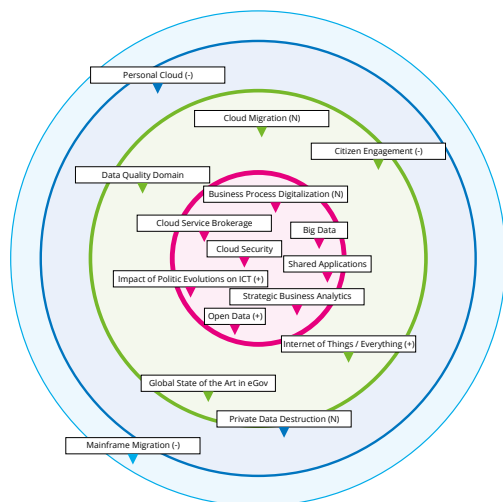 Personal Cloud (-)
Cloud Migration (N)
Citizen Engagement (-)
Data Quality Domain
Business Process Digitalization (N)
Cloud Service Brokerage
Big Data
Cloud Security
Shared Applications
Impact of Politic Evolutions on ICT (+)
Strategic Business Analytics
Open Data (+)
Internet of Things / Everything (+)
Global State of the Art in eGov
Private Data Destruction (N)
Mainframe Migration (-)